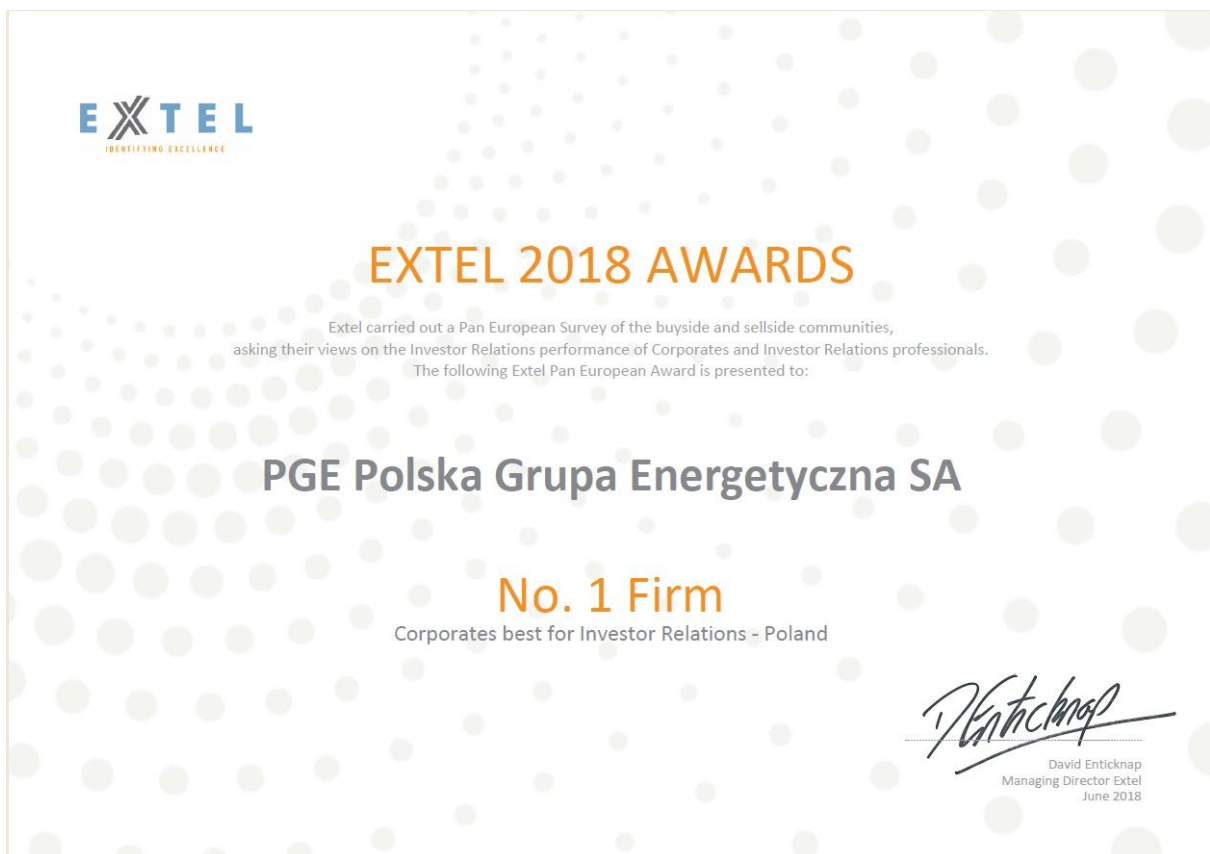 EXTEL
IDENTIFYING EXCELLENCE
EXTEL 2018 AWARDS
Extel carried out a Pan European Survey of the buyside and sellside communities,
asking their views on the Investor Relations performance of Corporates and Investor Relations professionals.
The following Extel Pan European Award is presented to:
PGE Polska Grupa Energetyczna SA
No. 1 Firm
Corporates best for Investor Relations - Poland
DEnticknap
David Enticknap
Managing Director Extel
June 2018